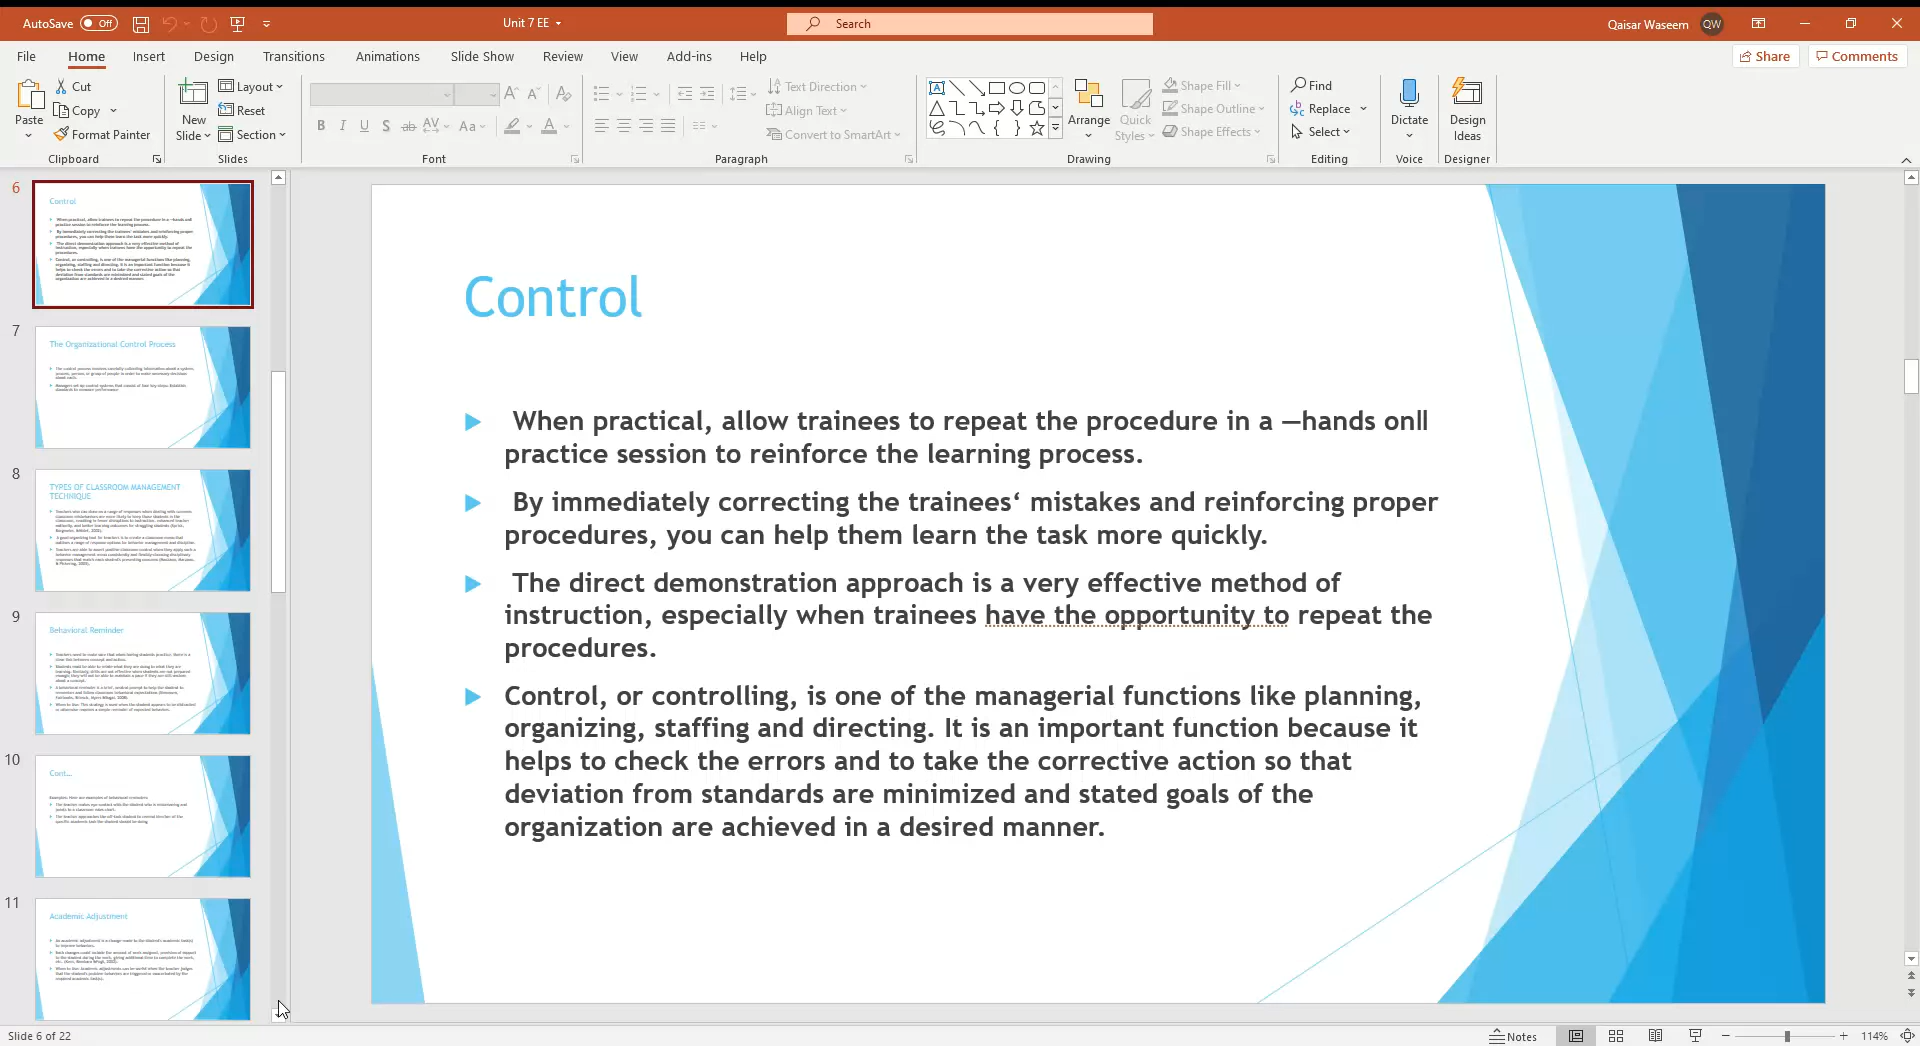 AutoSave Off
Unit 7 EE
Search
Qaisar Waseem QW
File Home Insert Design Transitions Animations Slide Show Review View Add-ins Help
Share Comments
Paste
Cut
Copy
Format Painter
Clipboard
New
Slide
Layout
Reset
Section
Slides
B I U S ab AV Aa A
Font
Text Direction
Align Text
Convert to SmartArt
Paragraph
Arrange
Quick
Styles
Shape Fill
Shape Outline
Shape Effects
Drawing
Find
Replace
Select
Editing
Dictate
Voice
Design
Ideas
Designer
6
Control
7
The Organizational Control Process
8
TYPES OF CLASSROOM MANAGEMENT
TECHNIQUE
9
Behavioral Reminder
10
Cont...
11
Academic Adjustment
Control
When practical, allow trainees to repeat the procedure in a —hands onǁ
practice session to reinforce the learning process.
By immediately correcting the trainees‘ mistakes and reinforcing proper
procedures, you can help them learn the task more quickly.
The direct demonstration approach is a very effective method of
instruction, especially when trainees have the opportunity to repeat the
procedures.
Control, or controlling, is one of the managerial functions like planning,
organizing, staffing and directing. It is an important function because it
helps to check the errors and to take the corrective action so that
deviation from standards are minimized and stated goals of the
organization are achieved in a desired manner.
Slide 6 of 22
Notes
114%